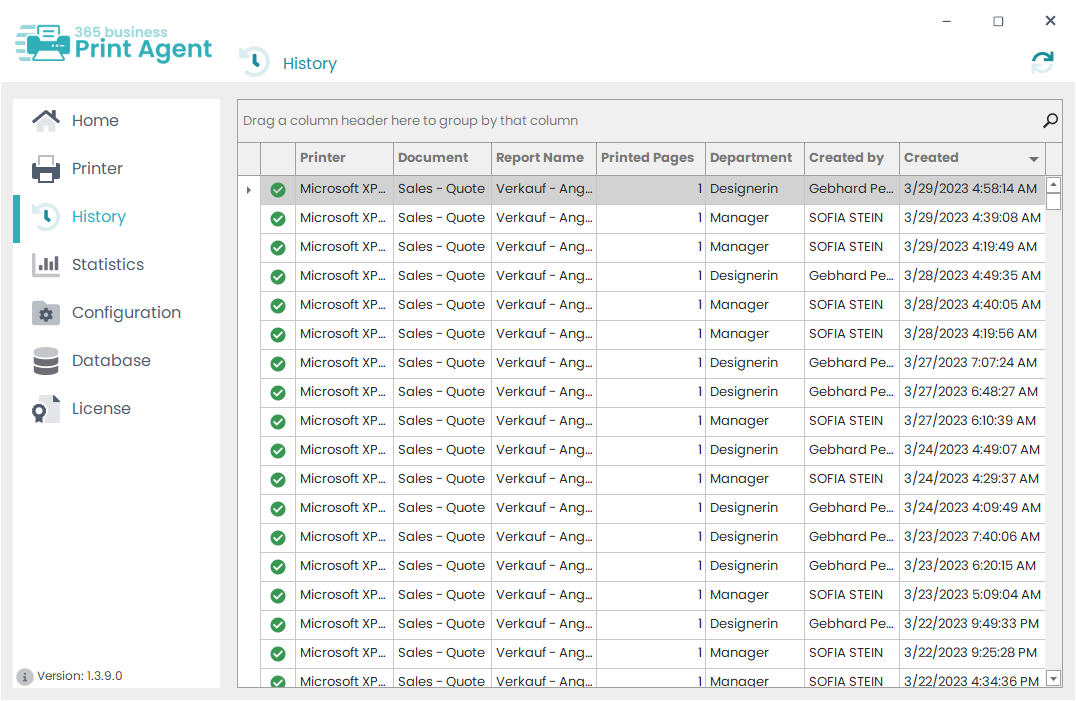 365 business
Print Agent
History
Home
Printer
History
Statistics
Configuration
Database
License
Version: 1.3.9.0
Drag a column header here to group by that column
Printer Document Report Name Printed Pages Department Created by Created
Microsoft XP... Sales - Quote Verkauf - Ang... 1 Designerin Gebhard Pe... 3/29/2023 4:58:14 AM
Microsoft XP... Sales - Quote Verkauf - Ang... 1 Manager SOFIA STEIN 3/29/2023 4:39:08 AM
Microsoft XP... Sales - Quote Verkauf - Ang... 1 Manager SOFIA STEIN 3/29/2023 4:19:49 AM
Microsoft XP... Sales - Quote Verkauf - Ang... 1 Designerin Gebhard Pe... 3/28/2023 4:49:35 AM
Microsoft XP... Sales - Quote Verkauf - Ang... 1 Manager SOFIA STEIN 3/28/2023 4:40:05 AM
Microsoft XP... Sales - Quote Verkauf - Ang... 1 Manager SOFIA STEIN 3/28/2023 4:19:56 AM
Microsoft XP... Sales - Quote Verkauf - Ang... 1 Designerin Gebhard Pe... 3/27/2023 7:07:24 AM
Microsoft XP... Sales - Quote Verkauf - Ang... 1 Designerin Gebhard Pe... 3/27/2023 6:48:27 AM
Microsoft XP... Sales - Quote Verkauf - Ang... 1 Manager SOFIA STEIN 3/27/2023 6:10:39 AM
Microsoft XP... Sales - Quote Verkauf - Ang... 1 Designerin Gebhard Pe... 3/24/2023 4:49:07 AM
Microsoft XP... Sales - Quote Verkauf - Ang... 1 Manager SOFIA STEIN 3/24/2023 4:29:37 AM
Microsoft XP... Sales - Quote Verkauf - Ang... 1 Designerin Gebhard Pe... 3/24/2023 4:09:49 AM
Microsoft XP... Sales - Quote Verkauf - Ang... 1 Designerin Gebhard Pe... 3/23/2023 7:40:06 AM
Microsoft XP... Sales - Quote Verkauf - Ang... 1 Designerin Gebhard Pe... 3/23/2023 6:20:15 AM
Microsoft XP... Sales - Quote Verkauf - Ang... 1 Manager SOFIA STEIN 3/23/2023 5:09:04 AM
Microsoft XP... Sales - Quote Verkauf - Ang... 1 Designerin Gebhard Pe... 3/22/2023 9:49:33 PM
Microsoft XP... Sales - Quote Verkauf - Ang... 1 Manager SOFIA STEIN 3/22/2023 9:25:28 PM
Microsoft XP... Sales - Quote Verkauf - Ang... 1 Manager SOFIA STEIN 3/22/2023 4:34:36 PM